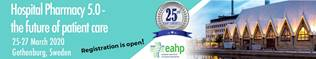 Hospital Pharmacy 5.0 -
the future of patient care
25-27 March 2020
Gothenburg, Sweden
Registration is open!
25th
eahp